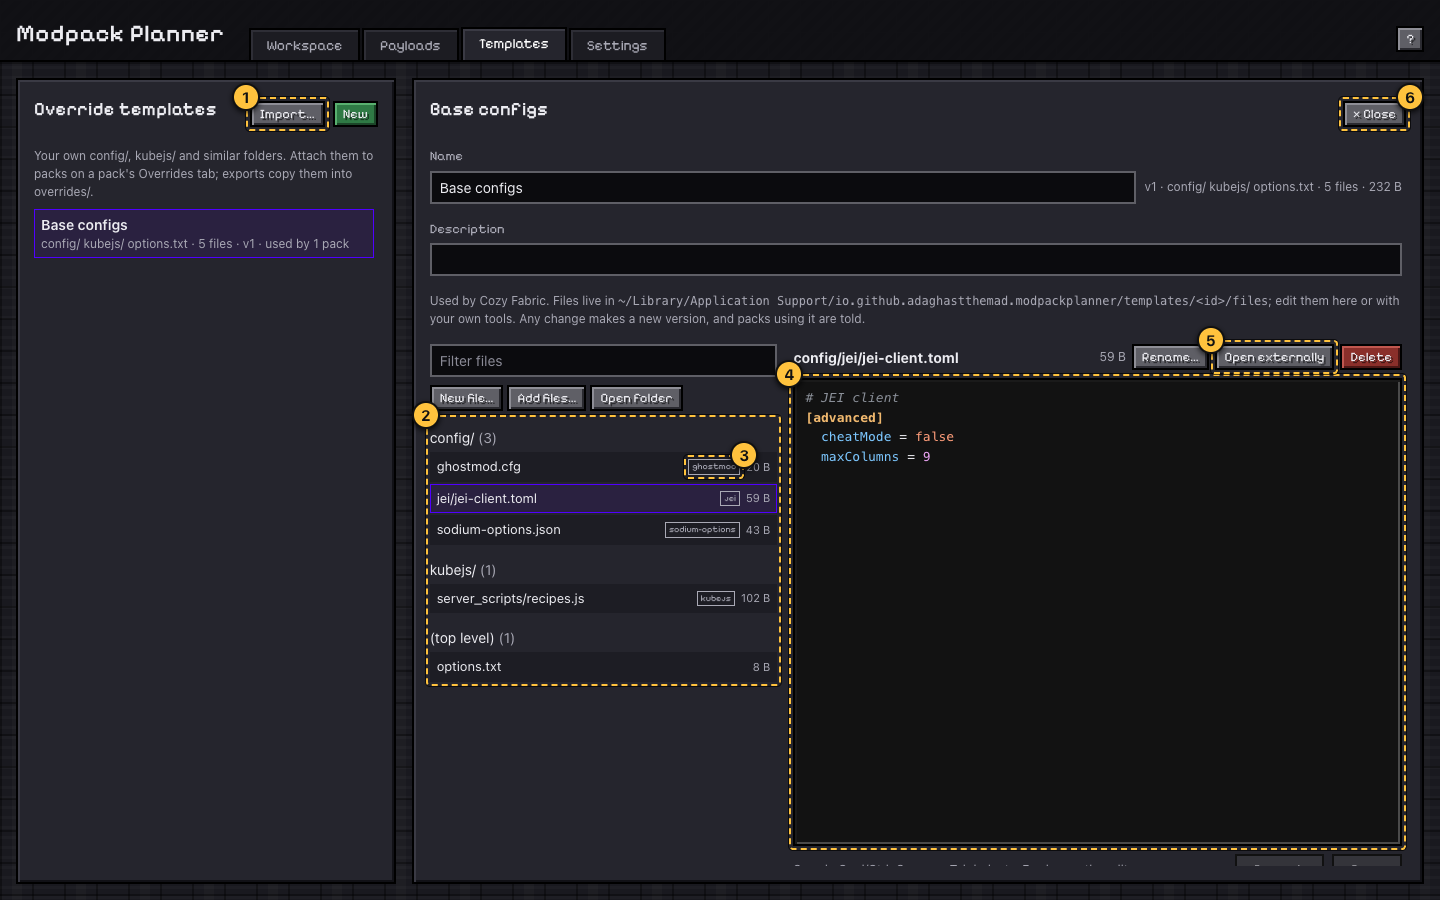 Modpack Planner
Workspace
Payloads
Templates
Settings
?
Override templates
1
Import...
New
Your own config/, kubejs/ and similar folders. Attach them to
packs on a pack's Overrides tab; exports copy them into
overrides/.
Base configs
config/ kubejs/ options.txt · 5 files · v1 · used by 1 pack
Base configs
6
× Close
Name
Base configs
v1 · config/ kubejs/ options.txt · 5 files · 232 B
Description
Used by Cozy Fabric. Files live in ~/Library/Application Support/io.github.adaghastthemad.modpackplanner/templates/<id>/files; edit them here or with
your own tools. Any change makes a new version, and packs using it are told.
Filter files
New file...
Add files...
Open folder
2
config/ (3)
ghostmod.cfg
ghostmod
3
20 B
jei/jei-client.toml
jei
59 B
sodium-options.json
sodium-options
43 B
kubejs/ (1)
server_scripts/recipes.js
kubejs
102 B
(top level) (1)
options.txt
8 B
config/jei/jei-client.toml
59 B
Rename...
5
Open externally
Delete
4
# JEI client
[advanced]
cheatMode = false
maxColumns = 9